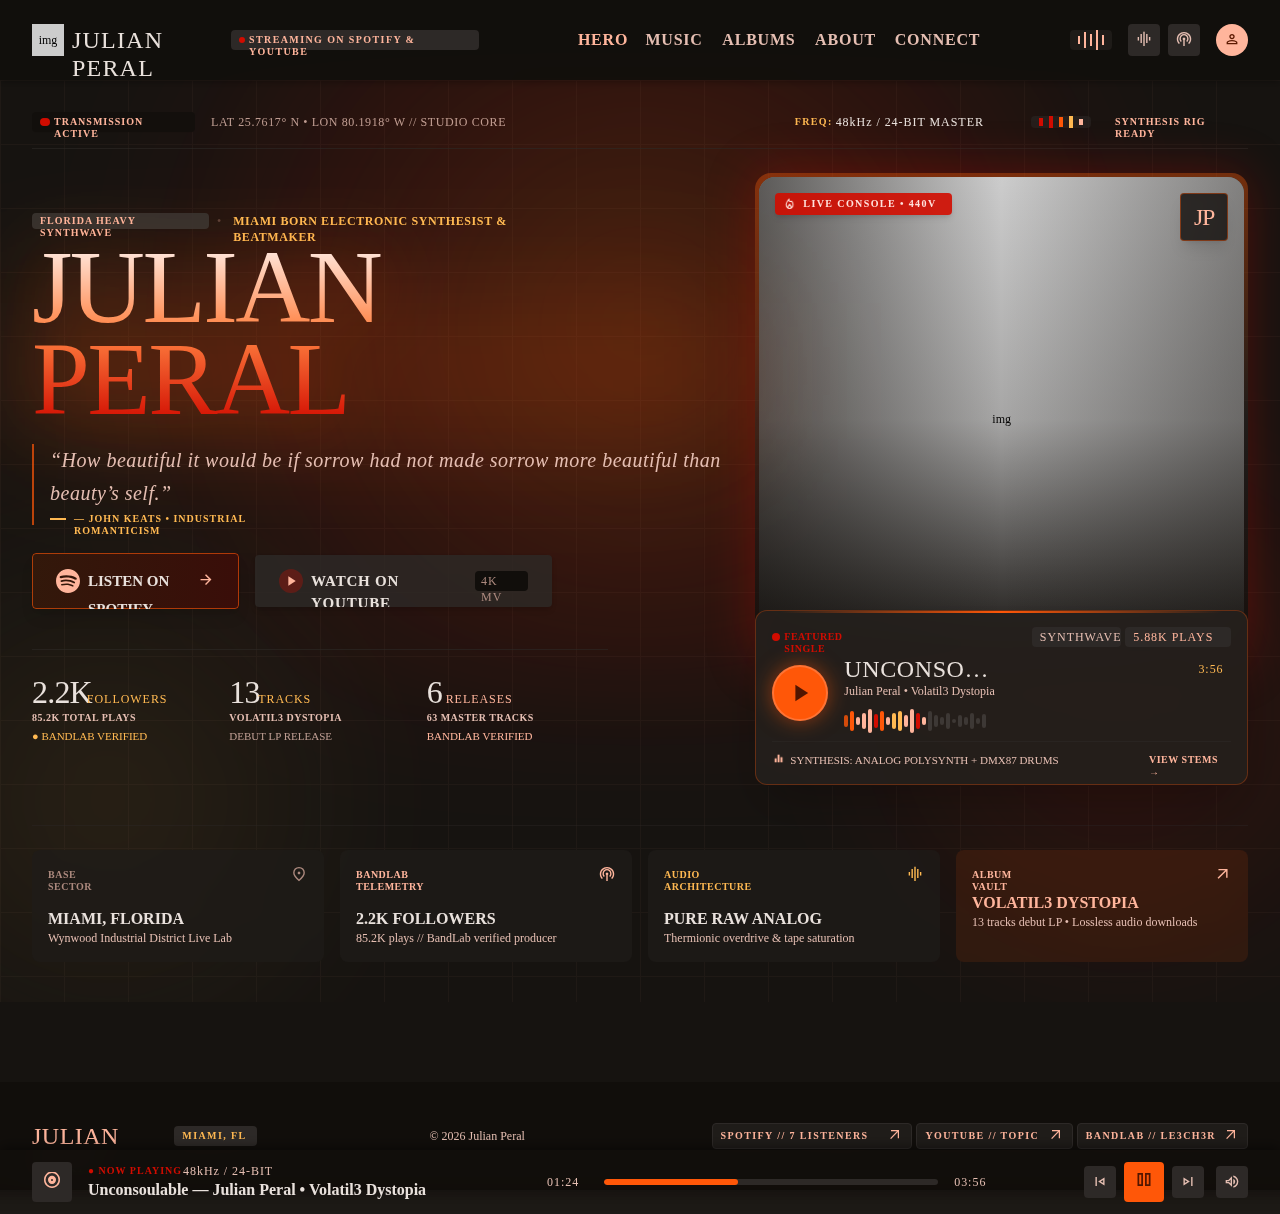 img
JULIAN
PERAL
STREAMING ON SPOTIFY &
YOUTUBE
HERO MUSIC ALBUMS ABOUT CONNECT
TRANSMISSION
ACTIVE
LAT 25.7617° N • LON 80.1918° W // STUDIO CORE
FREQ: 48kHz / 24-BIT MASTER
SYNTHESIS RIG
READY
FLORIDA HEAVY
SYNTHWAVE
• MIAMI BORN ELECTRONIC SYNTHESIST &
BEATMAKER
JULIAN
PERAL
“How beautiful it would be if sorrow had not made sorrow more beautiful than
beauty’s self.”
— JOHN KEATS • INDUSTRIAL
ROMANTICISM
LISTEN ON
SPOTIFY
WATCH ON
YOUTUBE
4K
MV
2.2K FOLLOWERS
85.2K TOTAL PLAYS
● BANDLAB VERIFIED
13 TRACKS
VOLATIL3 DYSTOPIA
DEBUT LP RELEASE
6 RELEASES
63 MASTER TRACKS
BANDLAB VERIFIED
LIVE CONSOLE • 440V
JP
img
FEATURED
SINGLE
SYNTHWAVE
5.88K PLAYS
UNCONSO…
3:56
Julian Peral • Volatil3 Dystopia
SYNTHESIS: ANALOG POLYSYNTH + DMX87 DRUMS
VIEW STEMS
→
BASE
SECTOR
MIAMI, FLORIDA
Wynwood Industrial District Live Lab
BANDLAB
TELEMETRY
2.2K FOLLOWERS
85.2K plays // BandLab verified producer
AUDIO
ARCHITECTURE
PURE RAW ANALOG
Thermionic overdrive & tape saturation
ALBUM
VAULT
VOLATIL3 DYSTOPIA
13 tracks debut LP • Lossless audio downloads
JULIAN
MIAMI, FL
© 2026 Julian Peral
SPOTIFY // 7 LISTENERS
YOUTUBE // TOPIC
BANDLAB // LE3CH3R
● NOW PLAYING 48kHz / 24-BIT
Unconsoulable — Julian Peral • Volatil3 Dystopia
01:24
03:56